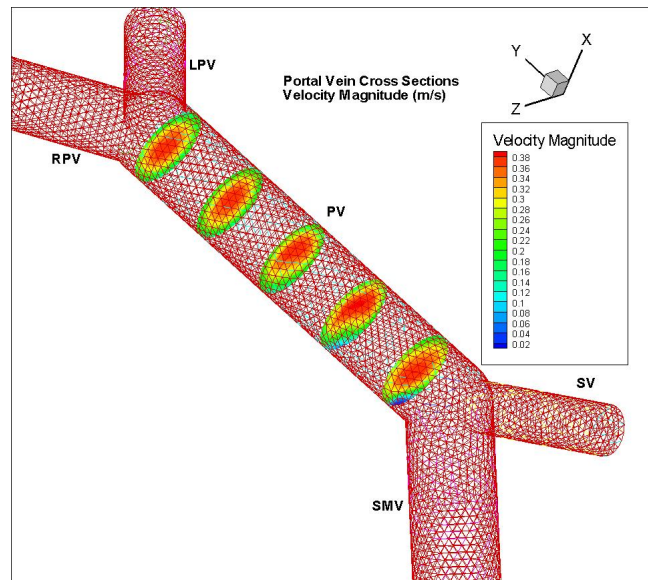 LPV
X
Y
Z
Portal Vein Cross Sections
Velocity Magnitude (m/s)
RPV
Velocity Magnitude
0.38
0.36
0.34
0.32
0.3
0.28
0.26
0.24
0.22
0.2
0.18
0.16
0.14
0.12
0.1
0.08
0.06
0.04
0.02
PV
SV
SMV